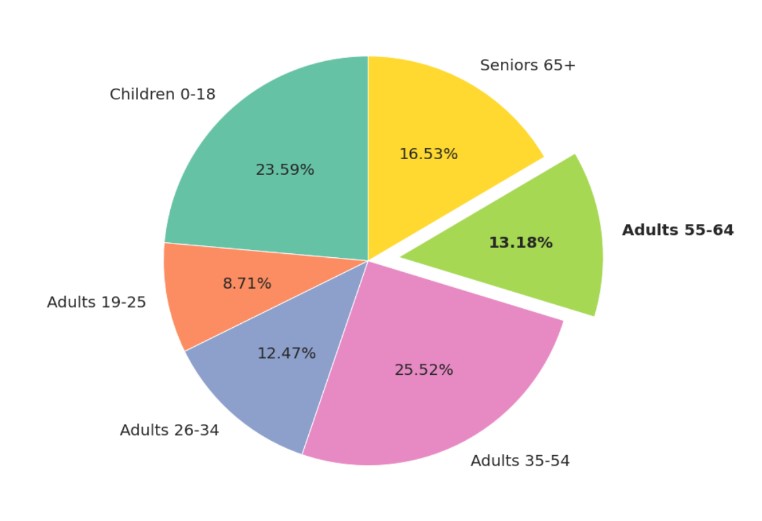 Seniors 65+
Children 0-18
16.53%
23.59%
Adults 55-64
13.18%
8.71%
Adults 19-25
12.47%
25.52%
Adults 26-34
Adults 35-54